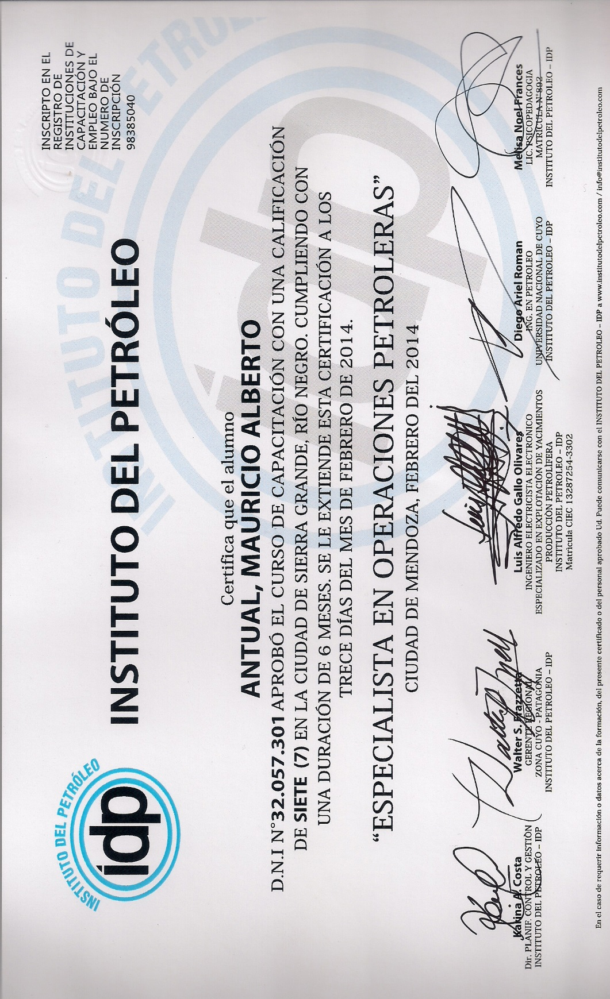 INSTITUTO DEL PETRÓLEO
idp
INSCRIPTO EN EL
REGISTRO DE
INSTITUCIONES DE
CAPACITACIÓN Y
EMPLEO BAJO EL
NUMERO DE
INSCRIPCIÓN
98385040
INSTITUTO DEL PETRÓLEO
Certifica que el alumno
ANTUAL, MAURICIO ALBERTO
D.N.I N°32.057.301 APROBÓ EL CURSO DE CAPACITACIÓN CON UNA CALIFICACIÓN
DE SIETE (7) EN LA CIUDAD DE SIERRA GRANDE, RÍO NEGRO. CUMPLIENDO CON
UNA DURACIÓN DE 6 MESES. SE LE EXTIENDE ESTA CERTIFICACIÓN A LOS
TRECE DÍAS DEL MES DE FEBRERO DE 2014.
“ESPECIALISTA EN OPERACIONES PETROLERAS”
CIUDAD DE MENDOZA, FEBRERO DEL 2014
Karina A. Costa
Dir. PLANIF. CONTROL Y GESTIÒN
INSTITUTO DEL PETROLÉO – IDP
Walter S. Frazzetta
GERENTE REGIONAL
ZONA CUYO - PATAGONIA
INSTITUTO DEL PETROLEO – IDP
Luis Alfredo Gallo Olivares
INGENIERO ELECTRICISTA ELECTRONICO
ESPECIALIZADO EN EXPLOTACIÒN DE YACIMIENTOS
PRODUCCIÓN PETROLIFERA
INSTITUTO DEL PETROLEO – IDP
Matricula CIEC 13287254-3302
Diego Ariel Roman
ING. EN PETROLEO
UNIVERSIDAD NACIONAL DE CUYO
INSTITUTO DEL PETROLEO – IDP
Melisa Noel Frances
LIC. PSICOPEDAGOGIA
MATRICULA N°892
INSTITUTO DEL PETROLEO – IDP
En el caso de requerir información o datos acerca de la formación, del presente certificado o del personal aprobado Ud. Puede comunicarse con el INSTITUTO DEL PETROLEO – IDP a www.institutodelpetroleo.com / info@institutodelpetroleo.com